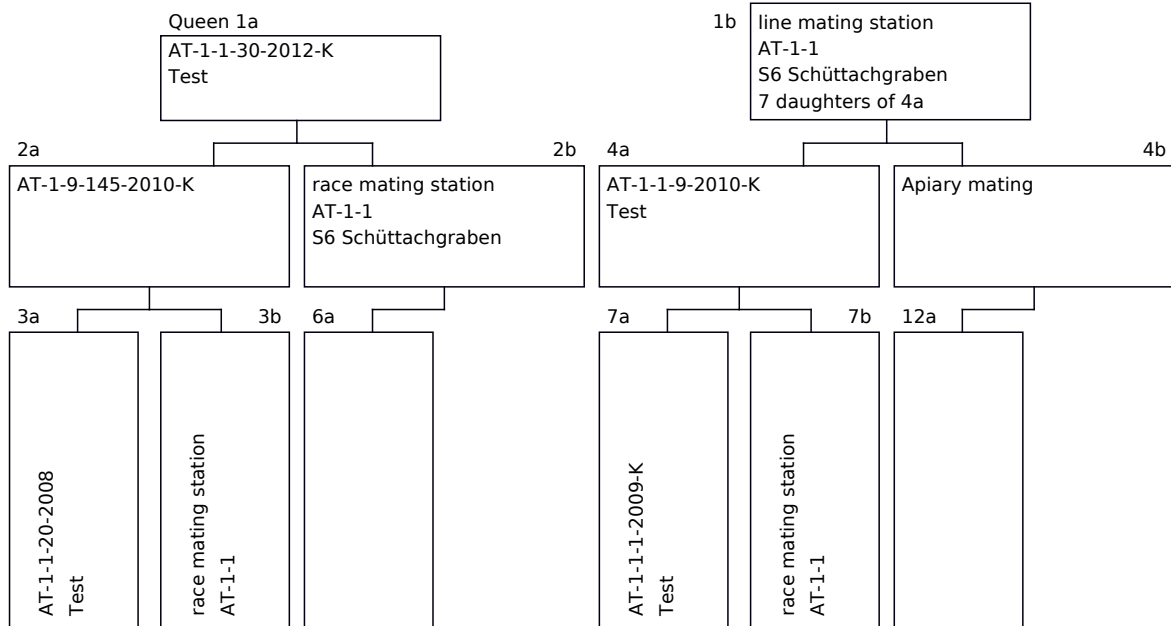 Queen 1a
AT-1-1-30-2012-K
Test
1b
line mating station
AT-1-1
S6 Schüttachgraben
7 daughters of 4a
2a
AT-1-9-145-2010-K
2b
race mating station
AT-1-1
S6 Schüttachgraben
4a
AT-1-1-9-2010-K
Test
4b
Apiary mating
3a
AT-1-1-20-2008
Test
3b
race mating station
AT-1-1
6a
7a
AT-1-1-1-2009-K
Test
7b
race mating station
AT-1-1
12a